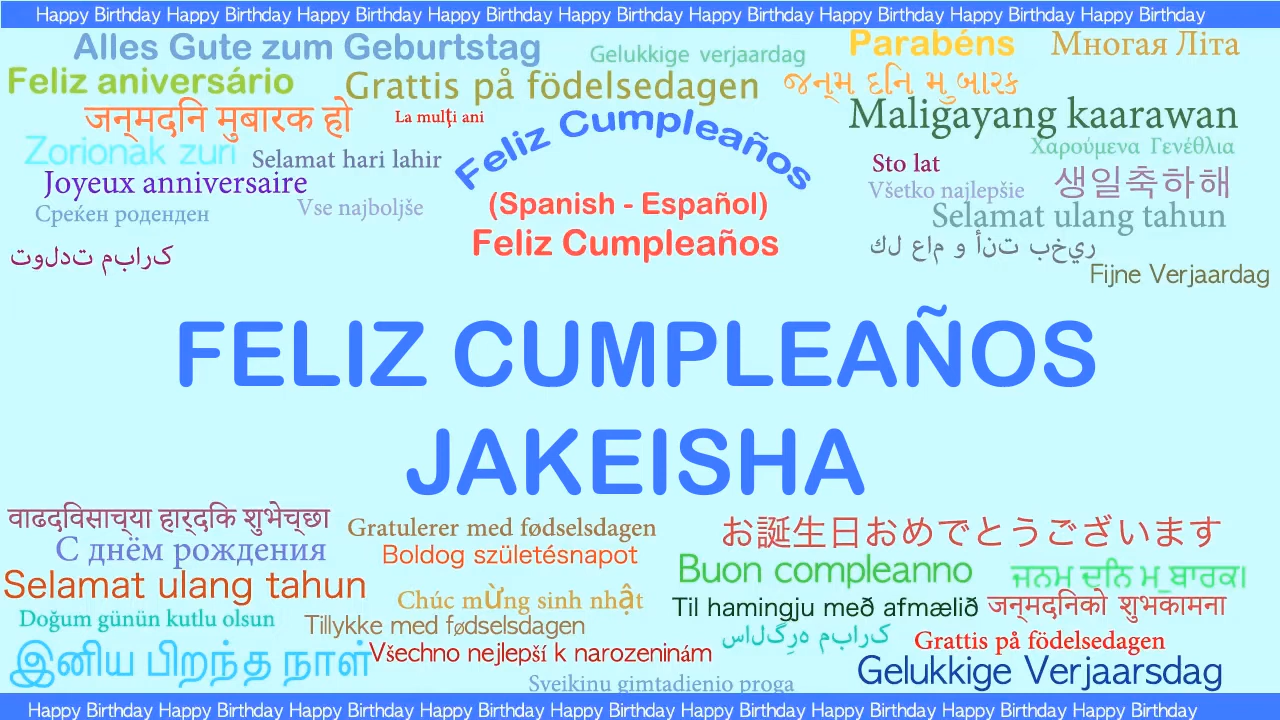 Happy Birthday Happy Birthday Happy Birthday Happy Birthday Happy Birthday Happy Birthday Happy Birthday Happy Birthday Happy Birthday
Alles Gute zum Geburtstag
Gelukkige verjaardag
Parabéns
Многая Літа
Feliz aniversário
Grattis på födelsedagen
જન્મ દિન મુબારક
जन्मदिन मुबारक हो
La mulţi ani
Feliz Cumpleaños
Maligayang kaarawan
Zorionak zuri
Selamat hari lahir
Χαρούμενα Γενέθλια
Sto lat
Joyeux anniversaire
(Spanish - Español)
Všetko najlepšie
생일축하해
Среќен роденден
Vse najboljše
Selamat ulang tahun
Feliz Cumpleaños
تولدت مبارک
كل عام و أنت بخير
Fijne Verjaardag
FELIZ CUMPLEAÑOS
JAKEISHA
वाढदिवसाच्या हार्दिक शुभेच्छा
Gratulerer med fødselsdagen
お誕生日おめでとうございます
С днём рождения
Boldog születésnapot
Buon compleanno
ਜਨਮ ਦਿਨ ਮੁਬਾਰਕ।
Selamat ulang tahun
Chúc mừng sinh nhật
Til hamingju með afmælið
जन्मदिनको शुभकामना
Doğum günün kutlu olsun
Tillykke med fødselsdagen
سالگرہ مبارک
Grattis på födelsedagen
இனிய பிறந்த நாள்
Všechno nejlepší k narozeninám
Gelukkige Verjaarsdag
Sveikinu gimtadienio proga
Happy Birthday Happy Birthday Happy Birthday Happy Birthday Happy Birthday Happy Birthday Happy Birthday Happy Birthday Happy Birthday